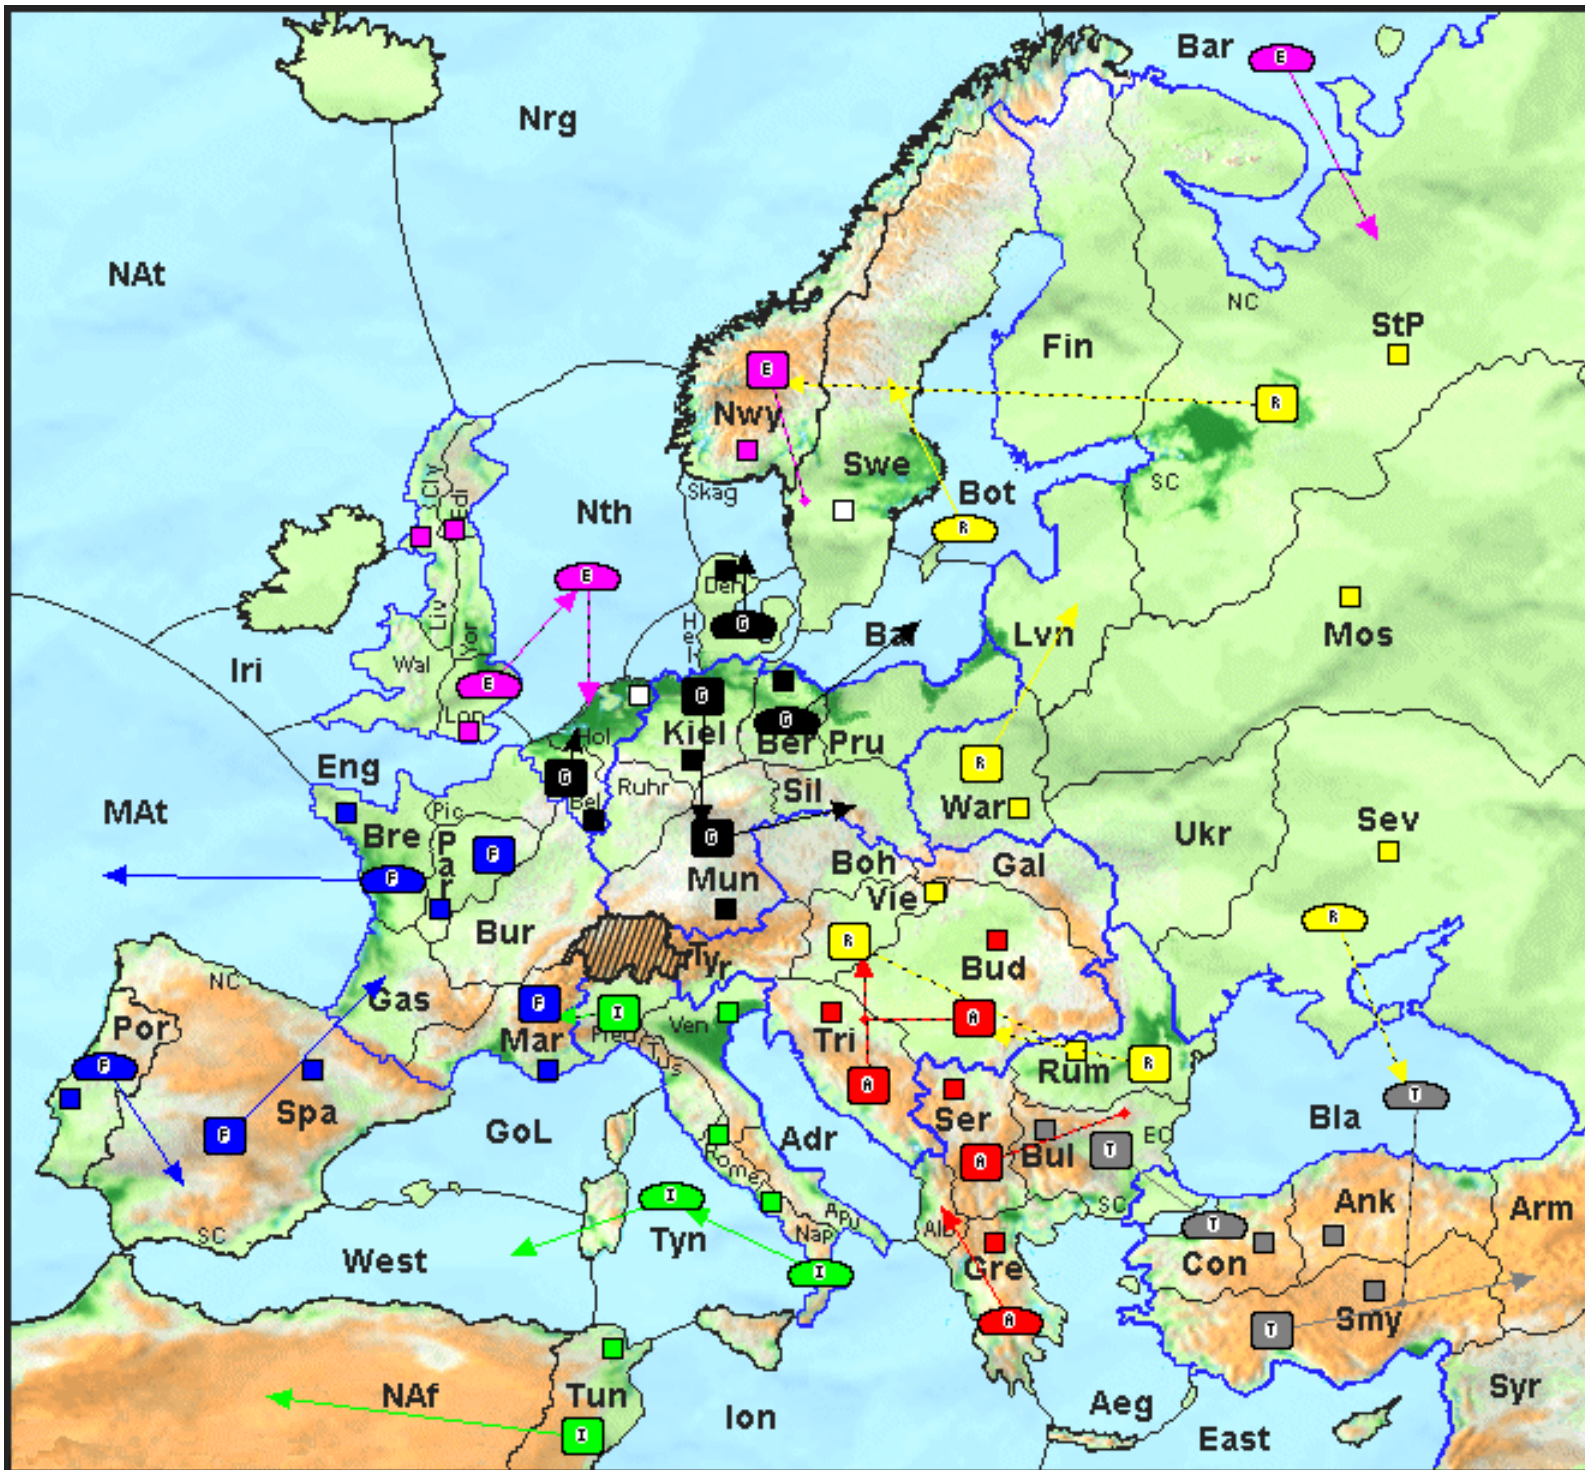 Bar
E
Nrg
NAt
NC
StP
Fin
E
R
Nwy
Swe
Skag
SC
Bot
Cly
Edi
Nth
R
E
Den
Hel
G
Bal
Lvn
Mos
Liv
Yor
Wal
Iri
E
Lon
G
G
Hol
Kiel
Ber
Pru
R
Eng
G
Bel
Ruhr
Sil
War
MAt
Pic
Bre
Par
F
G
Boh
Gal
Ukr
Sev
F
Mun
Vie
Bur
R
R
Tyr
Bud
NC
Gas
F
I
A
Por
Mar
Pied
Ven
Tri
Rum
R
F
Tus
A
T
Spa
Ser
Bla
F
GoL
Adr
Bul
EC
T
A
Rome
I
SC
West
Tyn
Apu
Nap
Alb
SC
T
Ank
Arm
I
Gre
Con
A
T
Smy
NAf
Tun
Ion
Aeg
Syr
I
East